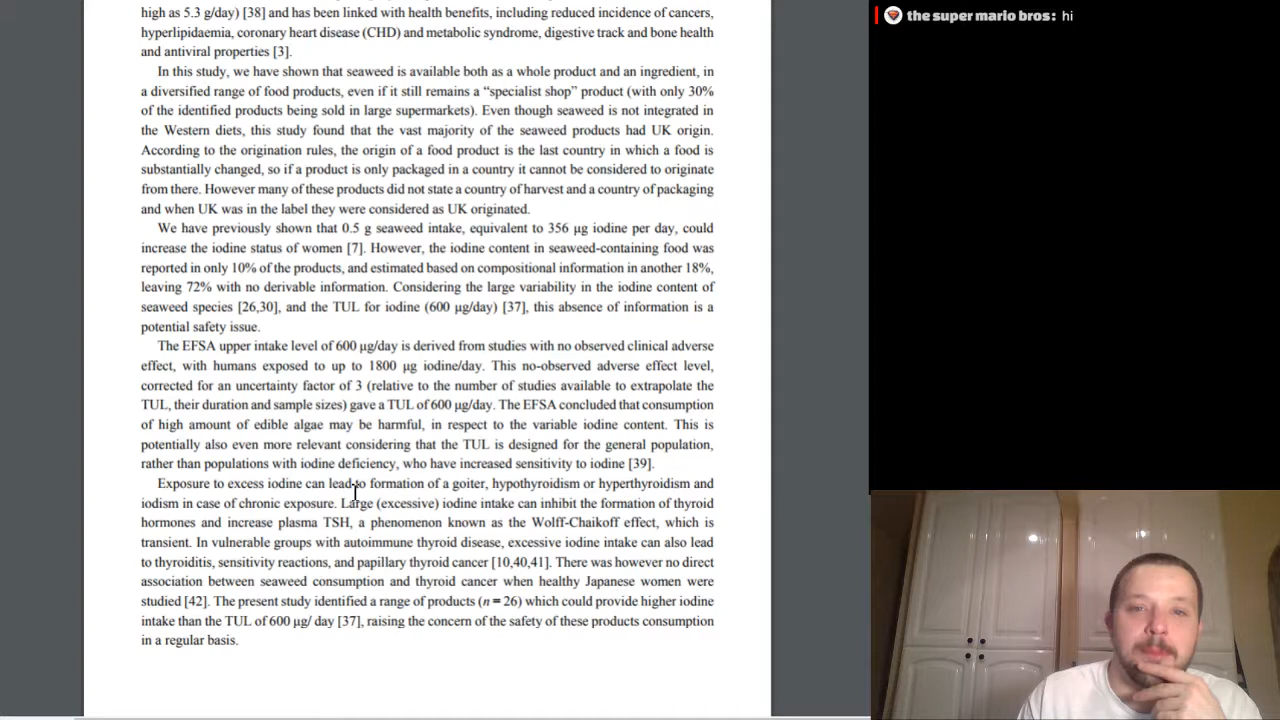 high as 5.3 g/day) [38] and has been linked with health benefits, including reduced incidence of cancers,
hyperlipidaemia, coronary heart disease (CHD) and metabolic syndrome, digestive track and bone health
and antiviral properties [3].
In this study, we have shown that seaweed is available both as a whole product and an ingredient, in
a diversified range of food products, even if it still remains a “specialist shop” product (with only 30%
of the identified products being sold in large supermarkets). Even though seaweed is not integrated in
the Western diets, this study found that the vast majority of the seaweed products had UK origin.
According to the origination rules, the origin of a food product is the last country in which a food is
substantially changed, so if a product is only packaged in a country it cannot be considered to originate
from there. However many of these products did not state a country of harvest and a country of packaging
and when UK was in the label they were considered as UK originated.
We have previously shown that 0.5 g seaweed intake, equivalent to 356 μg iodine per day, could
increase the iodine status of women [7]. However, the iodine content in seaweed-containing food was
reported in only 10% of the products, and estimated based on compositional information in another 18%,
leaving 72% with no derivable information. Considering the large variability in the iodine content of
seaweed species [26,30], and the TUL for iodine (600 μg/day) [37], this absence of information is a
potential safety issue.
The EFSA upper intake level of 600 μg/day is derived from studies with no observed clinical adverse
effect, with humans exposed to up to 1800 μg iodine/day. This no-observed adverse effect level,
corrected for an uncertainty factor of 3 (relative to the number of studies available to extrapolate the
TUL, their duration and sample sizes) gave a TUL of 600 μg/day. The EFSA concluded that consumption
of high amount of edible algae may be harmful, in respect to the variable iodine content. This is
potentially also even more relevant considering that the TUL is designed for the general population,
rather than populations with iodine deficiency, who have increased sensitivity to iodine [39].
Exposure to excess iodine can lead to formation of a goiter, hypothyroidism or hyperthyroidism and
iodism in case of chronic exposure. Large (excessive) iodine intake can inhibit the formation of thyroid
hormones and increase plasma TSH, a phenomenon known as the Wolff-Chaikoff effect, which is
transient. In vulnerable groups with autoimmune thyroid disease, excessive iodine intake can also lead
to thyroiditis, sensitivity reactions, and papillary thyroid cancer [10,40,41]. There was however no direct
association between seaweed consumption and thyroid cancer when healthy Japanese women were
studied [42]. The present study identified a range of products (n = 26) which could provide higher iodine
intake than the TUL of 600 μg/ day [37], raising the concern of the safety of these products consumption
in a regular basis.
the super mario bros: hi